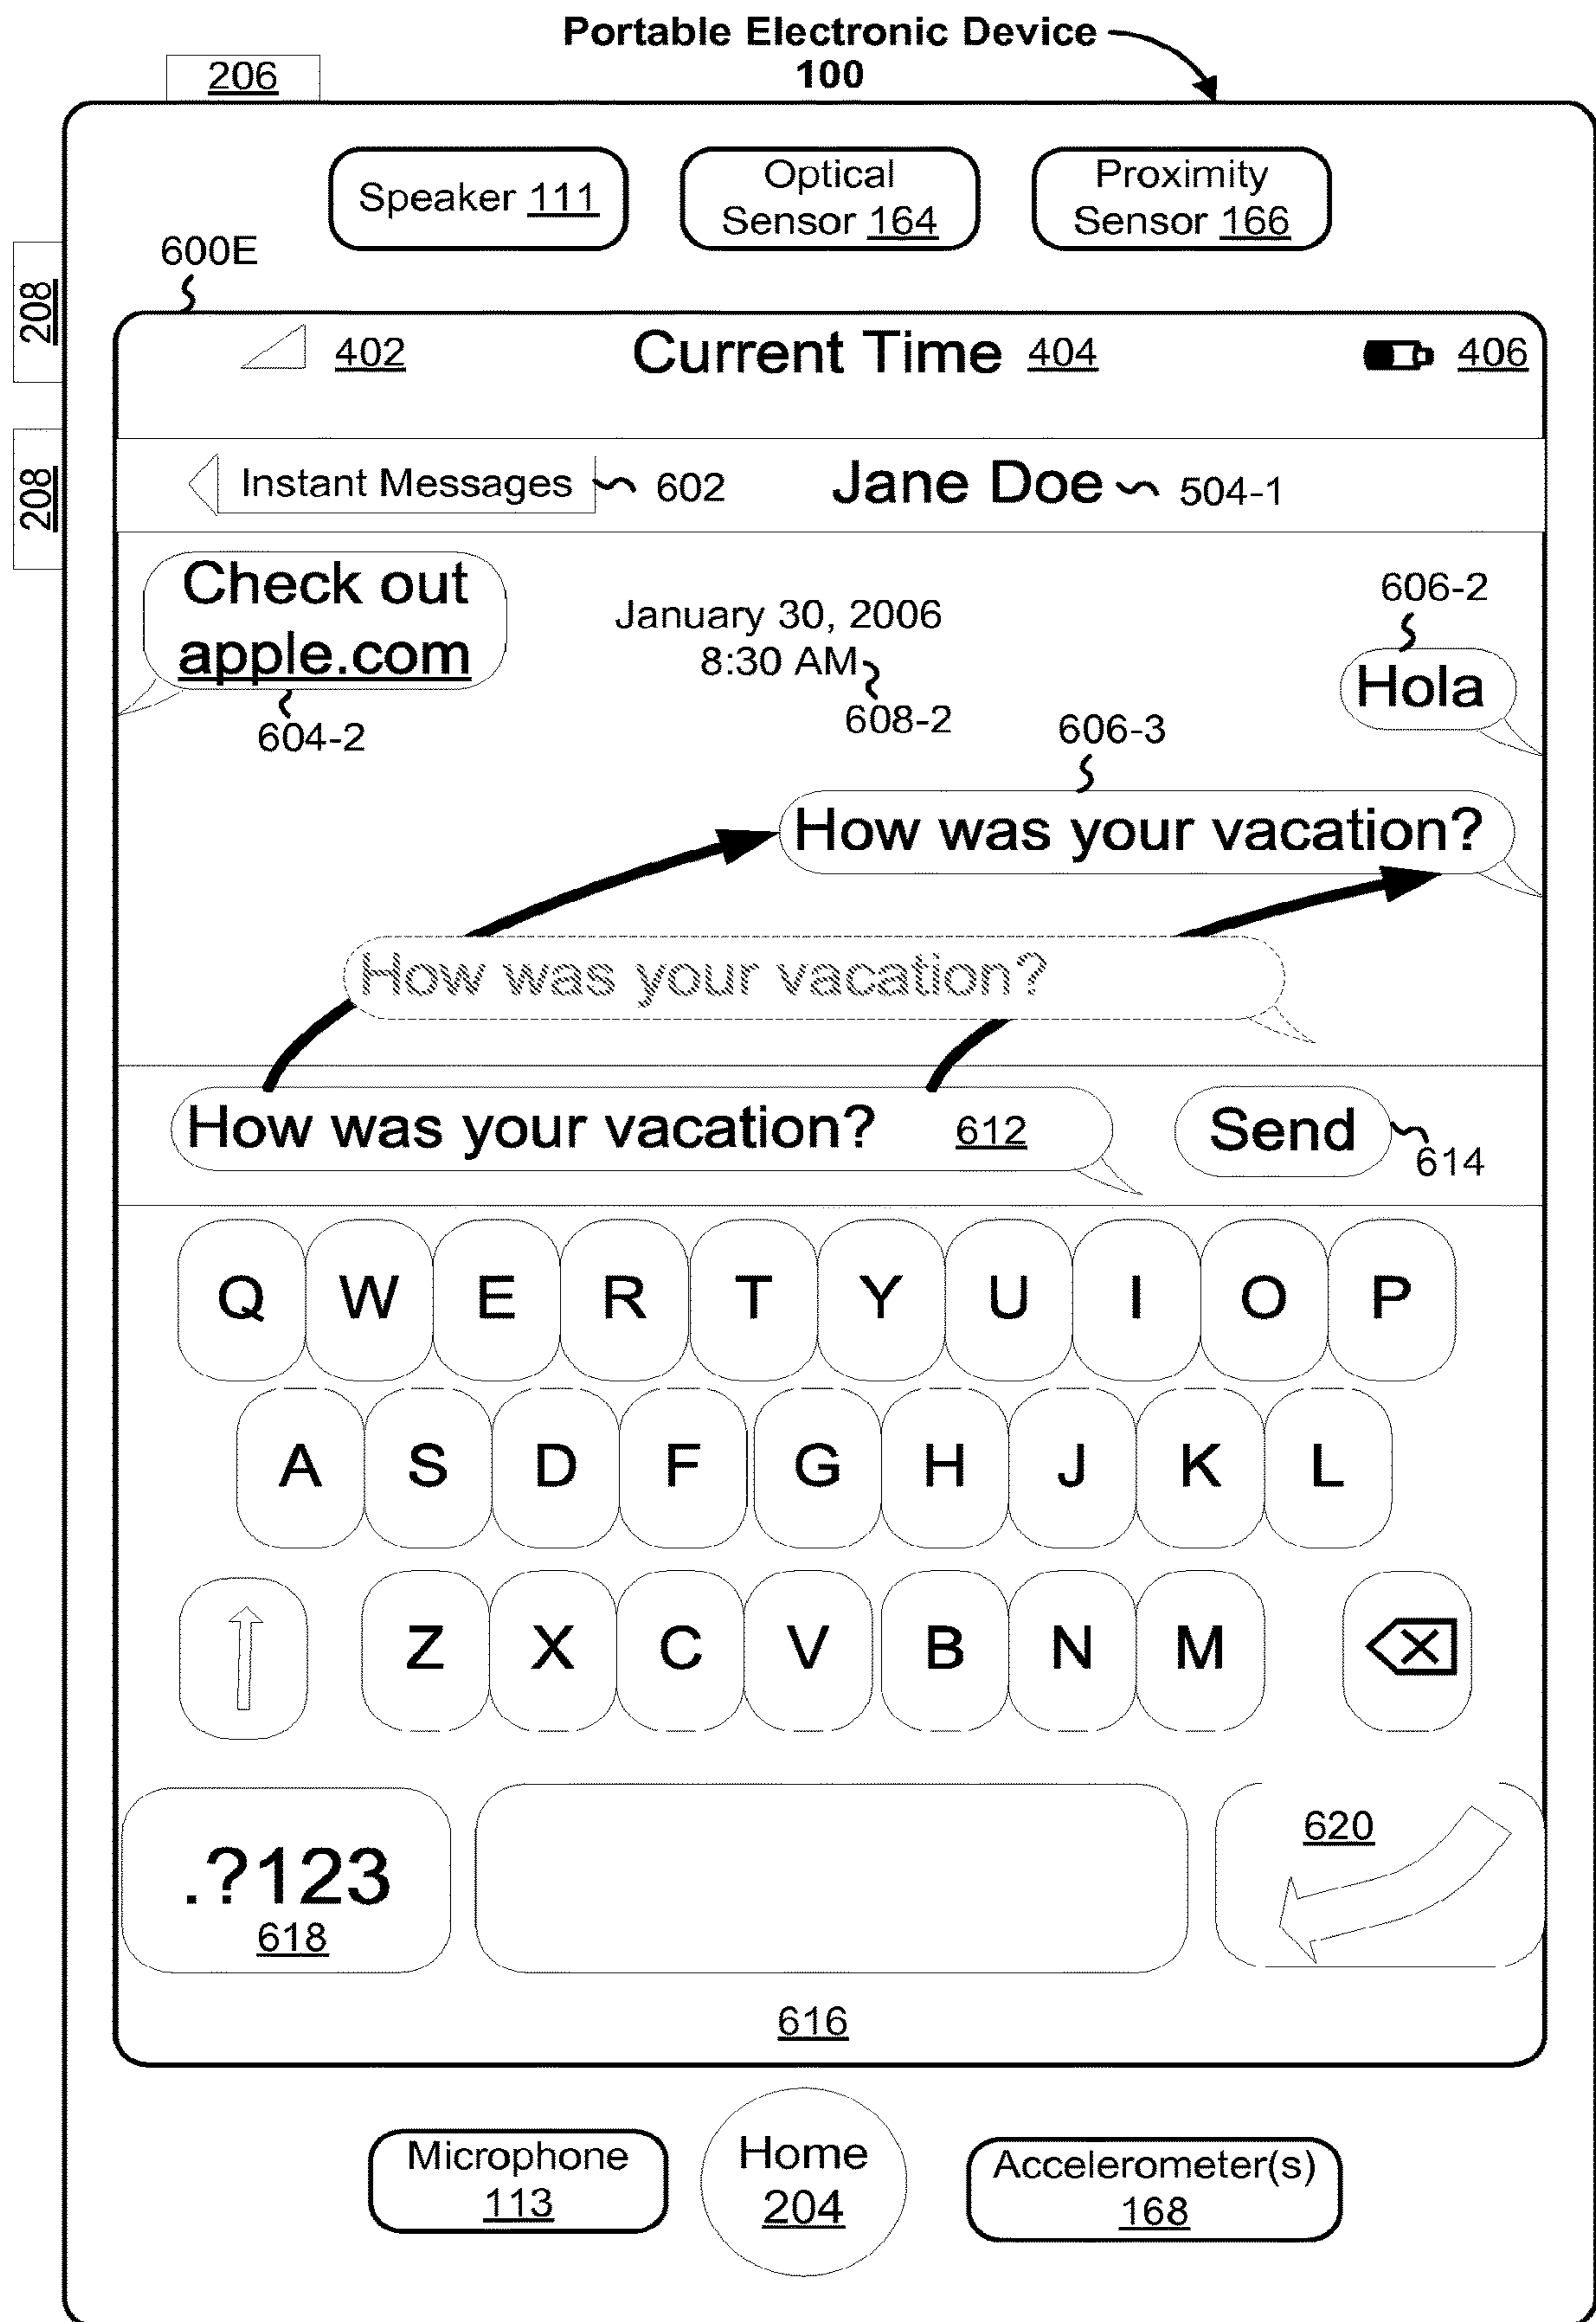 Portable Electronic Device
100
206
Speaker 111
Optical
Sensor 164
Proximity
Sensor 166
600E
208
208
402
Current Time 404
406
Instant Messages
602
Jane Doe
504-1
Check out
apple.com
604-2
January 30, 2006
8:30 AM
608-2
606-2
Hola
606-3
How was your vacation?
How was your vacation?
How was your vacation?
612
Send
614
Q W E R T Y U I O P
A S D F G H J K L
Z X C V B N M
.?123
618
620
616
Microphone
113
Home
204
Accelerometer(s)
168